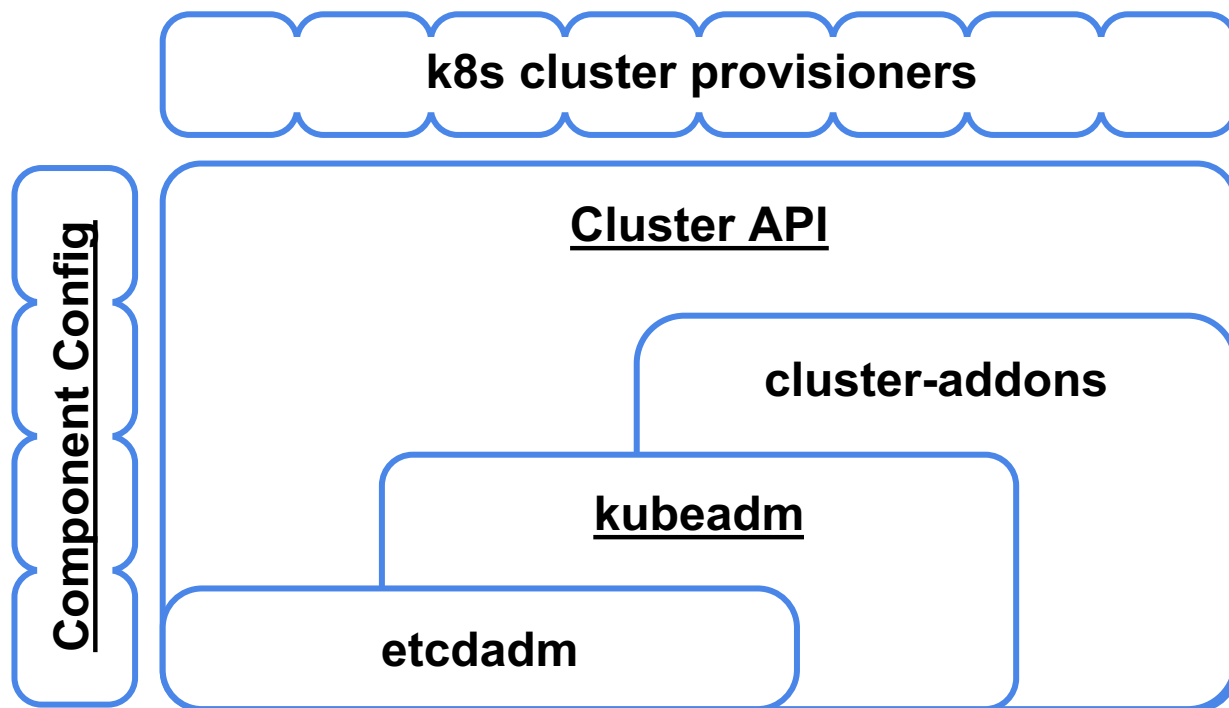 k8s cluster provisioners
Component Config
Cluster API
cluster-addons
kubeadm
etcdadm